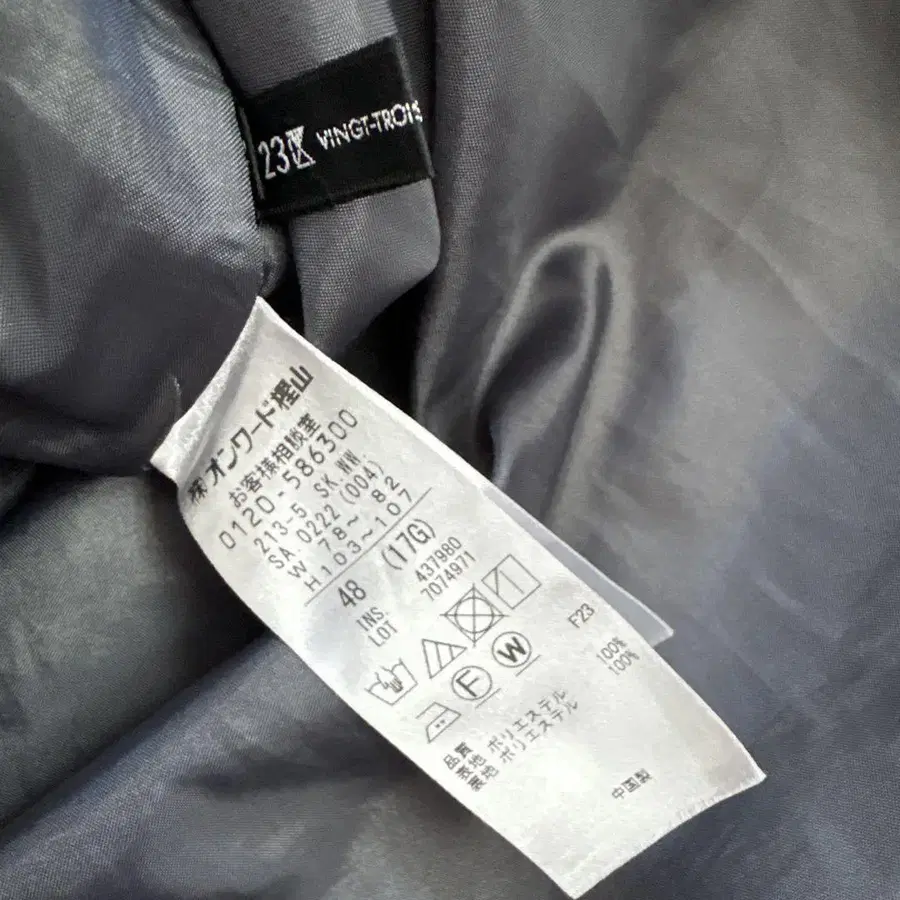 23区 VINGT-TROIS
㈱オンワード樫山
お客様相談室
0120-586300
213-5 SK.NN.
SA.0222 (004)
W 78~ 82
H103~107
48 (17G)
INS. 437980
LOT 7074971
F W
F23
品質
表地 ポリエステル 100%
裏地 ポリエステル 100%
中国製